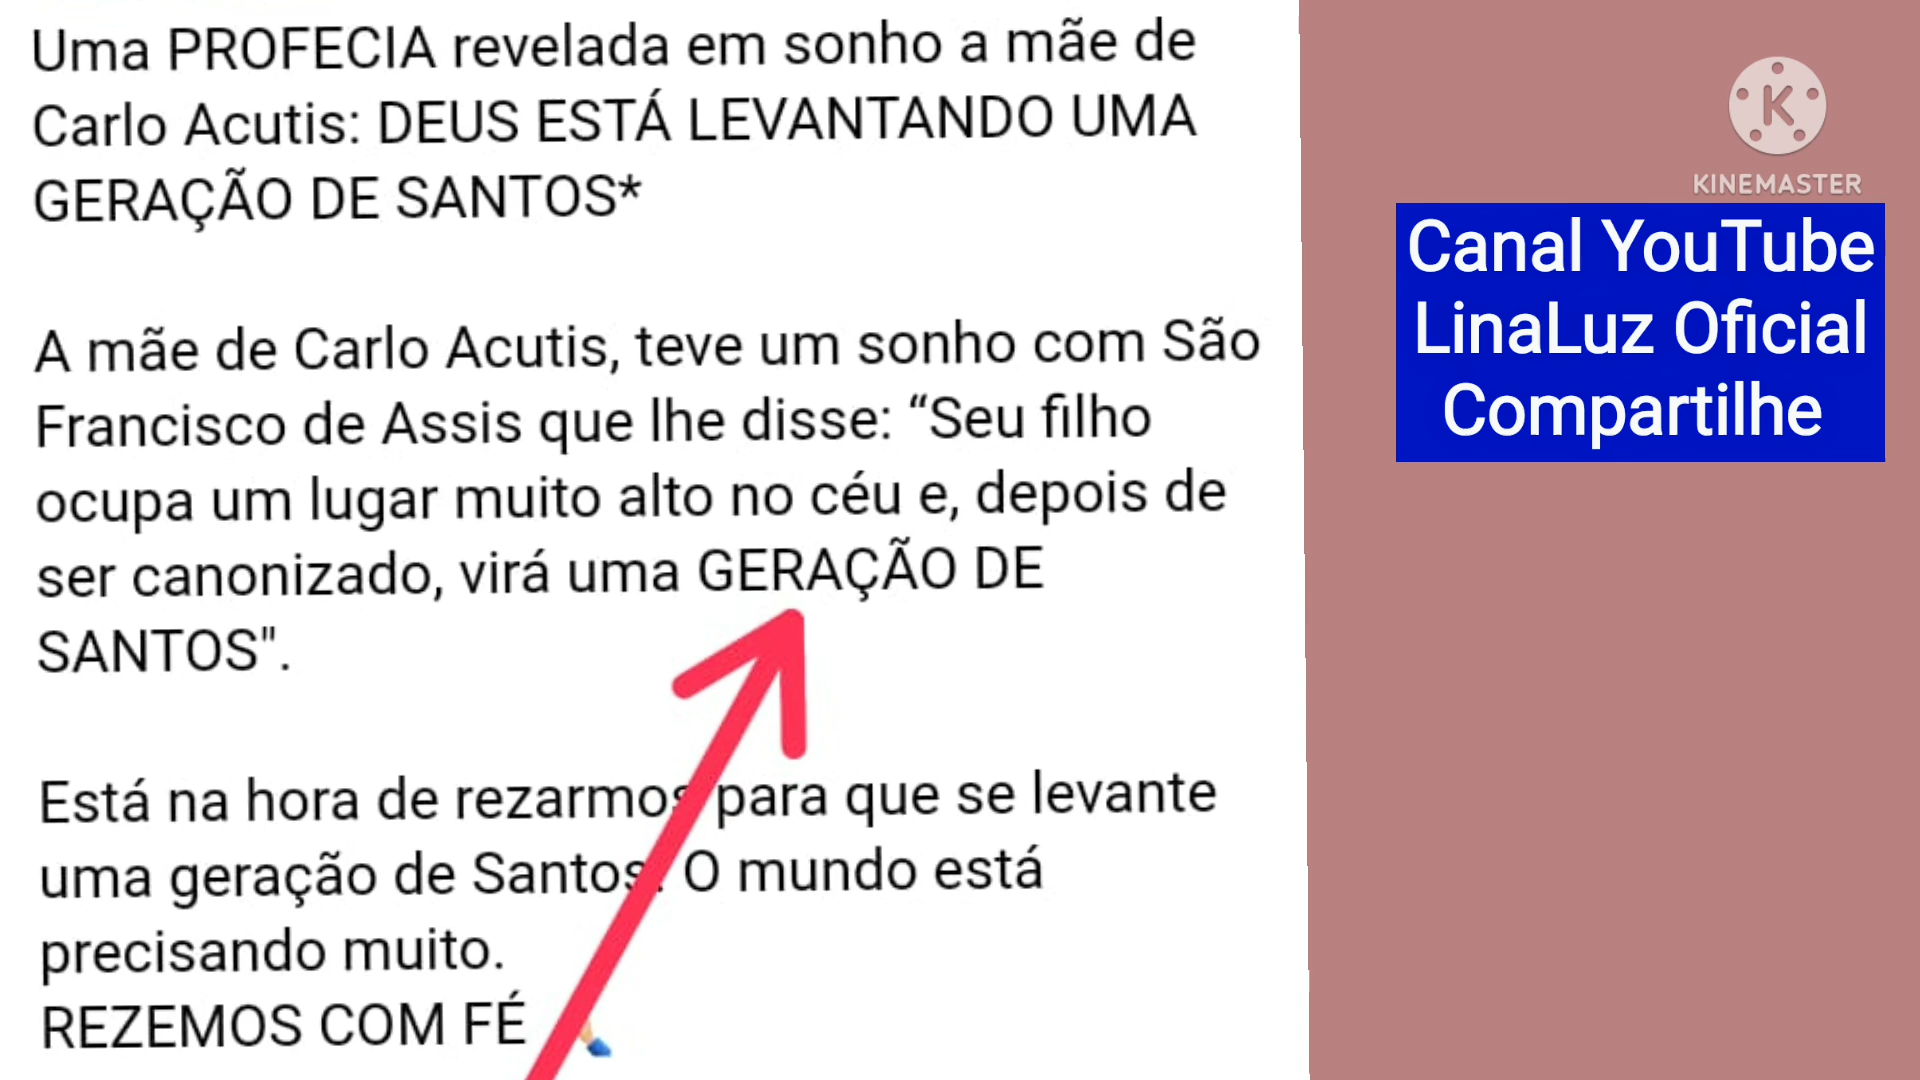 Uma PROFECIA revelada em sonho a mãe de
Carlo Acutis: DEUS ESTÁ LEVANTANDO UMA
GERAÇÃO DE SANTOS*
A mãe de Carlo Acutis, teve um sonho com São
Francisco de Assis que lhe disse: “Seu filho
ocupa um lugar muito alto no céu e, depois de
ser canonizado, virá uma GERAÇÃO DE
SANTOS".
Está na hora de rezarmos para que se levante
uma geração de Santos. O mundo está
precisando muito.
REZEMOS COM FÉ
K
KINEMASTER
Canal YouTube
LinaLuz Oficial
Compartilhe